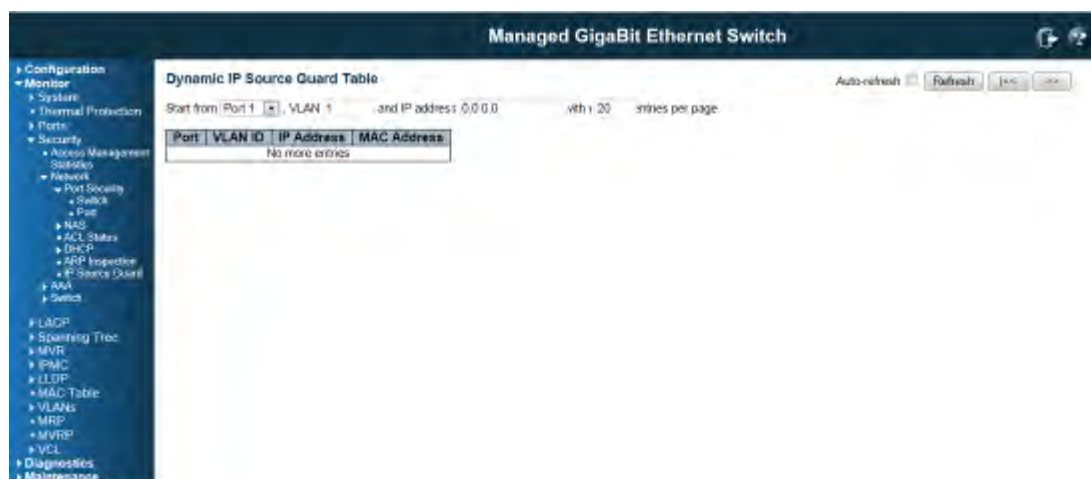 Managed GigaBit Ethernet Switch
Configuration
Monitor
System
Thermal Protection
Ports
Security
Access Management
Statistics
Network
Port Security
Switch
Port
NAS
ACL Status
DHCP
ARP Inspection
IP Source Guard
AAA
Switch
LACP
Spanning Tree
MVR
IPMC
LLDP
MAC Table
VLANs
MRP
MVRP
VCL
Diagnostics
Maintenance
Dynamic IP Source Guard Table
Auto-refresh Refresh |<< >>
Start from Port 1 , VLAN 1 and IP address 0.0.0.0 with 20 entries per page
Port VLAN ID IP Address MAC Address
No more entries